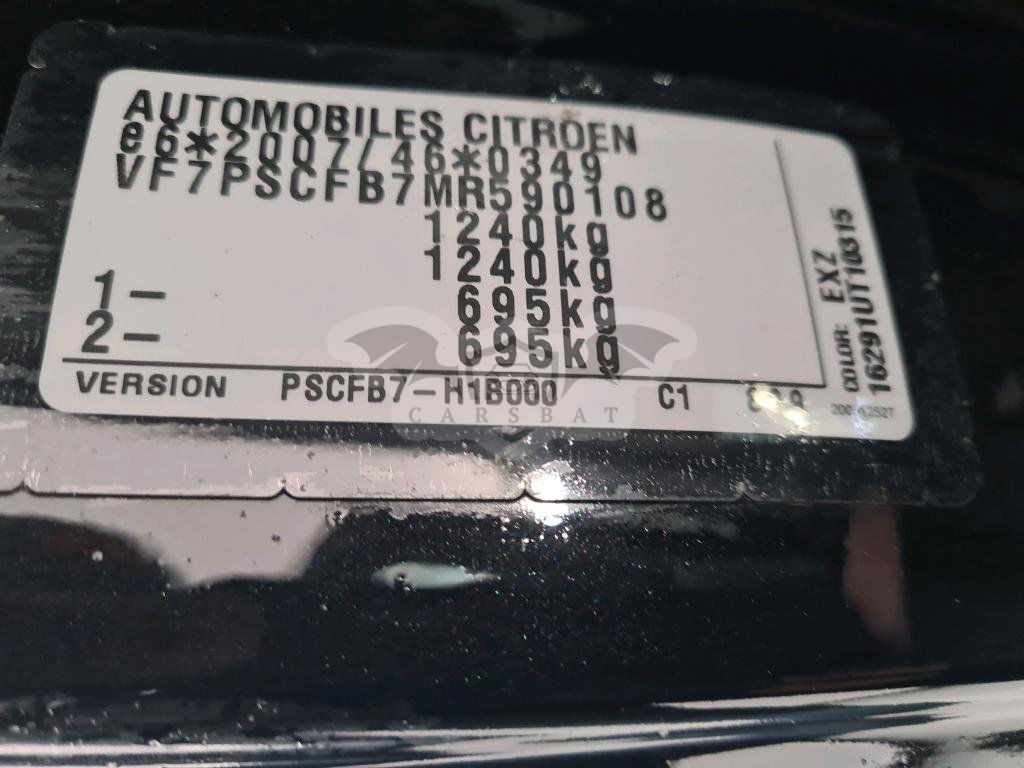 AUTOMOBILES CITROEN
e6*2007/46*0349
VF7PSCFB7MR590108
1240kg
1240kg
1- 695kg
2- 695kg
VERSION PSCFB7-H1B000 C1
COLOR: EXZ
16291UT10315
CARSBAT